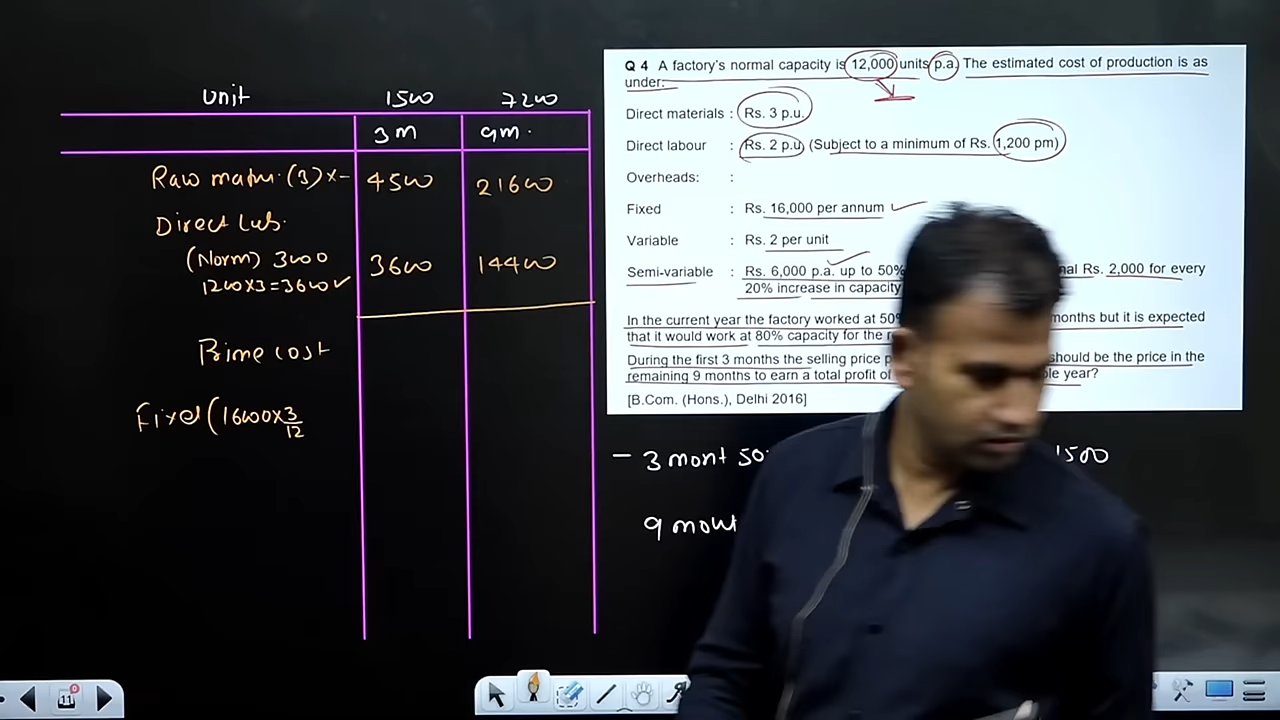 Unit 1500 7200
3M 9m.
Raw mater. (3) x- 4500 21600
Direct Lab.
(Norm) 3000 3600 14400
1200x3=3600✓
Prime cost
Fixed (16000x3/12
Q 4 A factory's normal capacity is 12,000 units p.a. The estimated cost of production is as
under:
Direct materials : Rs. 3 p.u.
Direct labour : Rs. 2 p.u. (Subject to a minimum of Rs. 1,200 pm)
Overheads: :
Fixed : Rs. 16,000 per annum
Variable : Rs. 2 per unit
Semi-variable : Rs. 6,000 p.a. up to 50% Rs. 2,000 for every
20% increase in capacity
In the current year the factory worked at 50% months but it is expected
that it would work at 80% capacity for the
During the first 3 months the selling price should be the price in the
remaining 9 months to earn a total profit of year?
[B.Com. (Hons.), Delhi 2016]
- 3 mont 50 1500
9 mont
11